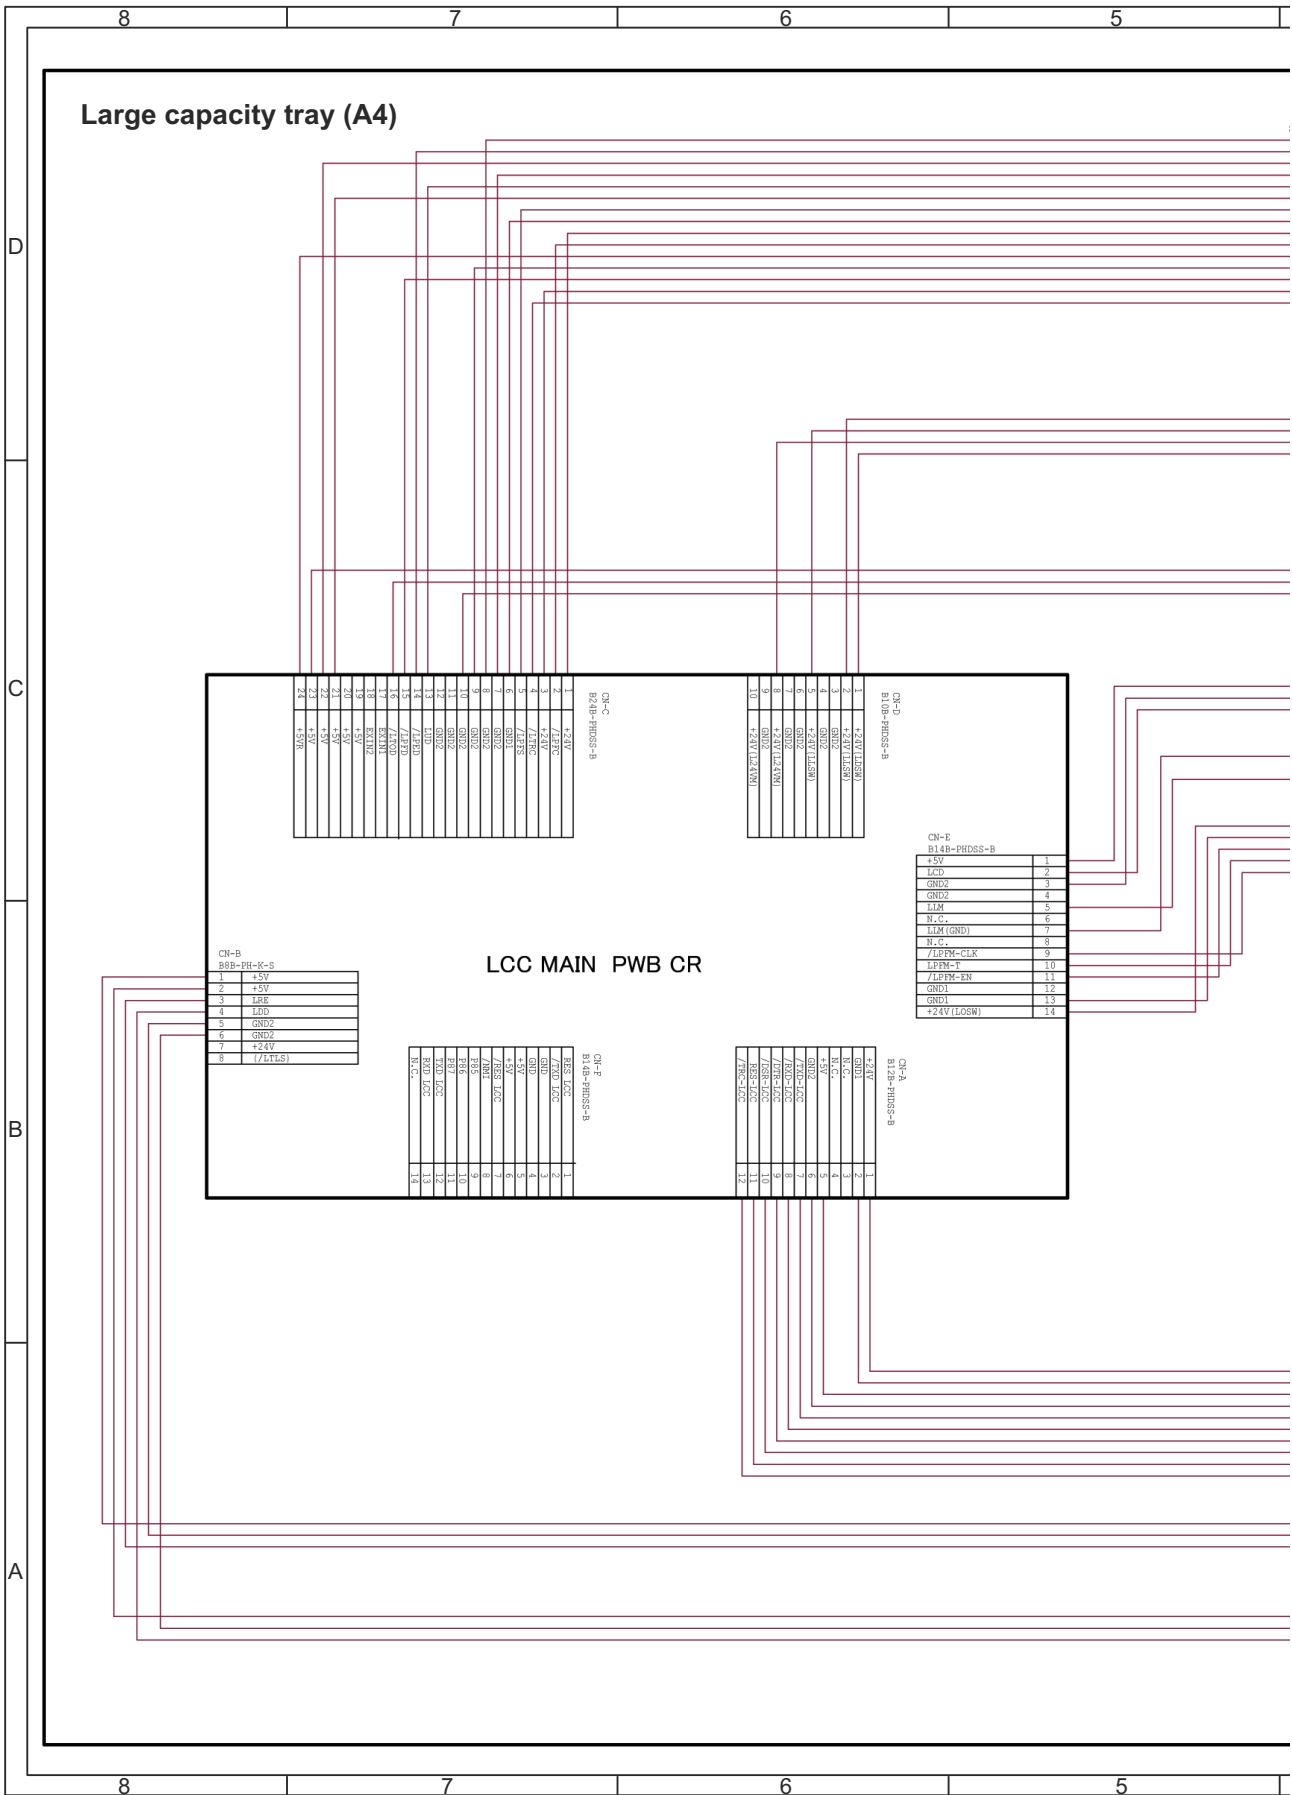 8 7 6 5
Large capacity tray (A4)
D
C
B
A
CN-C
B24B-PHDSS-B
1 +24V
2 /LPFC
3 +24V
4 /LTRC
5 /LPFS
6 GND1
7 GND2
8 GND2
9 GND2
10 GND2
11 GND2
12 GND2
13 LUD
14 /LPED
15 /LPFD
16 /LTOD
17 EXIN1
18 EXIN2
19 +5V
20 +5V
21 +5V
22 +5V
23 +5V
24 +5VR
CN-D
B10B-PHDSS-B
1 +24V(LDSW)
2 +24V(LLSW)
3 GND2
4 GND2
5 +24V(LLSW)
6 GND2
7 GND2
8 +24V(L24VM)
9 GND2
10 +24V(L24VM)
CN-E
B14B-PHDSS-B
+5V 1
LCD 2
GND2 3
GND2 4
LLM 5
N.C. 6
LLM(GND) 7
N.C. 8
/LPFM-CLK 9
LPFM-T 10
/LPFM-EN 11
GND1 12
GND1 13
+24V(LOSW) 14
LCC MAIN PWB CR
CN-B
B8B-PH-K-S
1 +5V
2 +5V
3 LRE
4 LDD
5 GND2
6 GND2
7 +24V
8 (/LTLS)
CN-F
B14B-PHDSS-B
RES LCC 1
/TXD LCC 2
GND 3
GND 4
+5V 5
+5V 6
/RES LCC 7
/NMI 8
P85 9
P86 10
P87 11
TXD LCC 12
RXD LCC 13
N.C. 14
CN-A
B12B-PHDSS-B
+24V 1
GND1 2
N.C. 3
N.C. 4
+5V 5
GND2 6
/TXD-LCC 7
/RXD-LCC 8
/DTR-LCC 9
/DSR-LCC 10
RES-LCC 11
/TRC-LCC 12
8 7 6 5